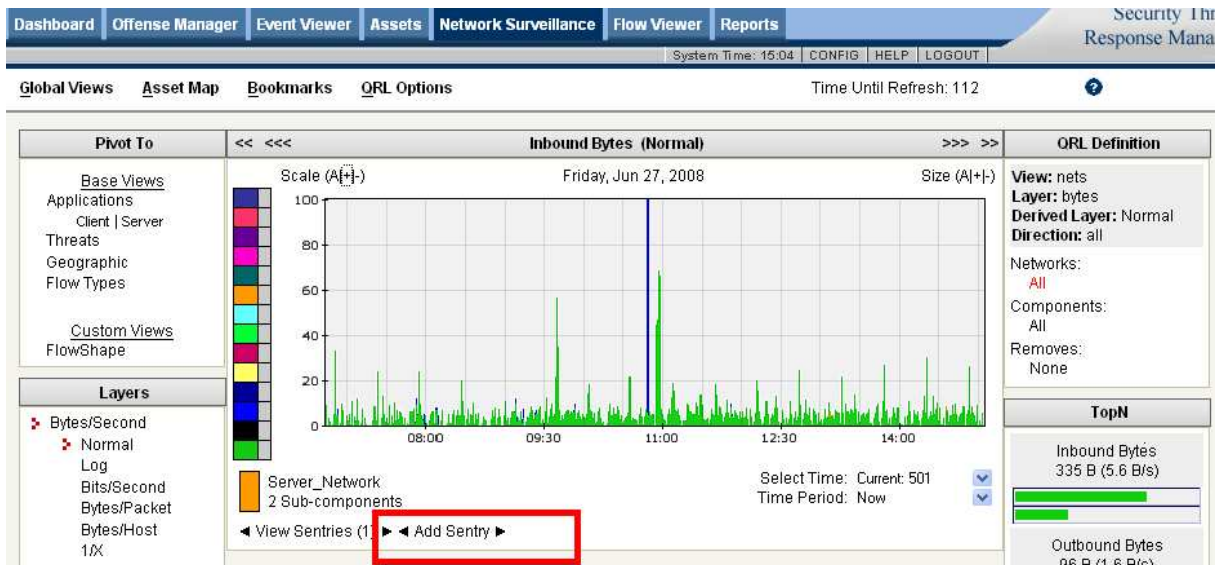 Dashboard Offense Manager Event Viewer Assets Network Surveillance Flow Viewer Reports
Security Thr
Response Mana
System Time: 15:04 CONFIG HELP LOGOUT
Global Views Asset Map Bookmarks QRL Options Time Until Refresh: 112 ?
Pivot To
Base Views
Applications
Client | Server
Threats
Geographic
Flow Types
Custom Views
FlowShape
Layers
Bytes/Second
Normal
Log
Bits/Second
Bytes/Packet
Bytes/Host
1/X
<< <<< Inbound Bytes (Normal) >>> >>
Scale (A|+|-) Friday, Jun 27, 2008 Size (A|+|-)
100
80
60
40
20
0
08:00 09:30 11:00 12:30 14:00
Server_Network
2 Sub-components
Select Time: Current: 501
Time Period: Now
◄ View Sentries (1) ► ◄ Add Sentry ►
QRL Definition
View: nets
Layer: bytes
Derived Layer: Normal
Direction: all
Networks:
All
Components:
All
Removes:
None
TopN
Inbound Bytes
335 B (5.6 B/s)
Outbound Bytes
96 B (1.6 B/s)